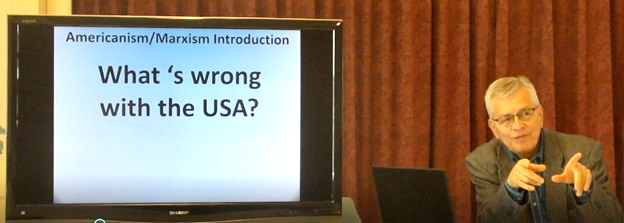 Americanism/Marxism Introduction
What ‘s wrong
with the USA?
SHARP